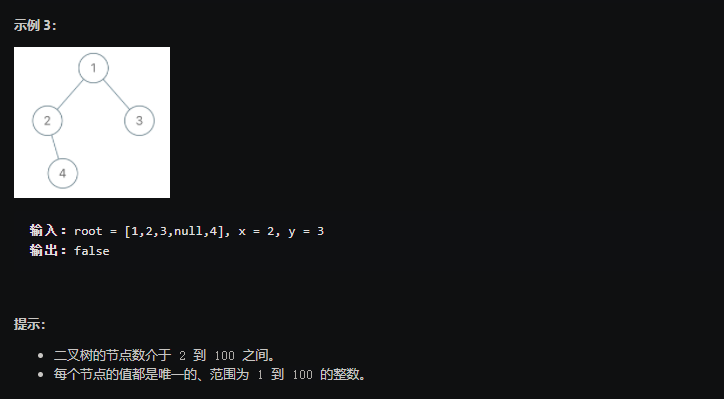 示例 3：
1
2
3
4
输入：root = [1,2,3,null,4], x = 2, y = 3
输出：false
提示：
二叉树的节点数介于 2 到 100 之间。
每个节点的值都是唯一的、范围为 1 到 100 的整数。